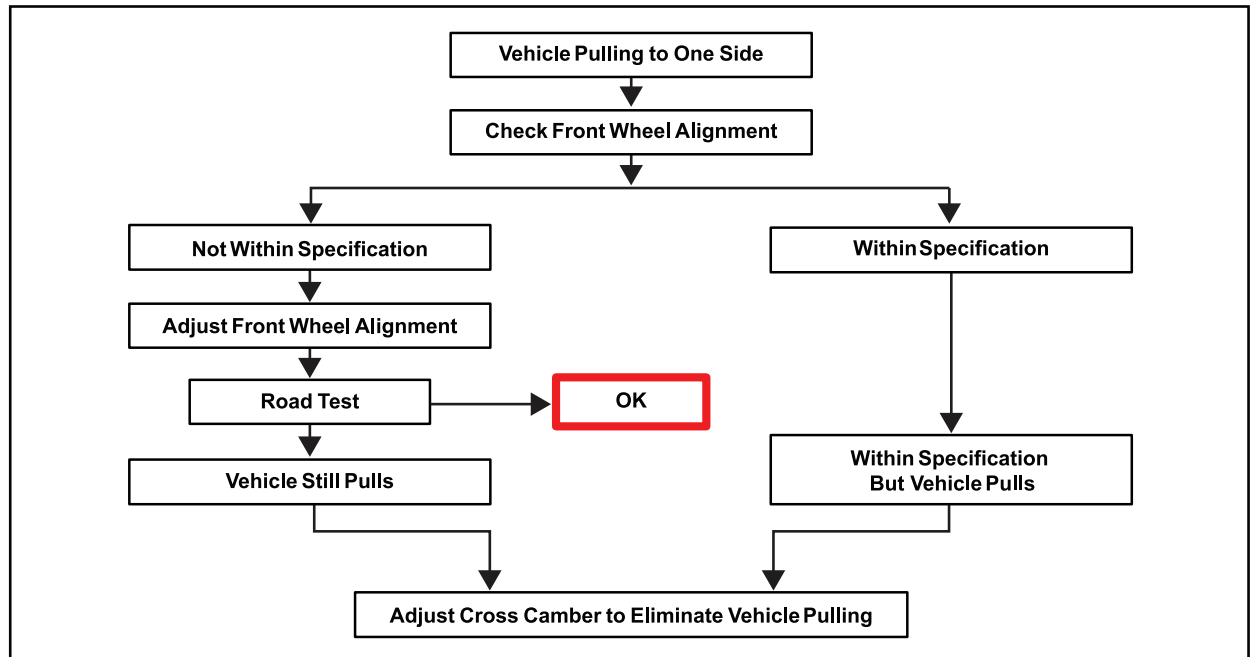 Vehicle Pulling to One Side
Check Front Wheel Alignment
Not Within Specification
Within Specification
Adjust Front Wheel Alignment
Road Test
OK
Vehicle Still Pulls
Within Specification
But Vehicle Pulls
Adjust Cross Camber to Eliminate Vehicle Pulling